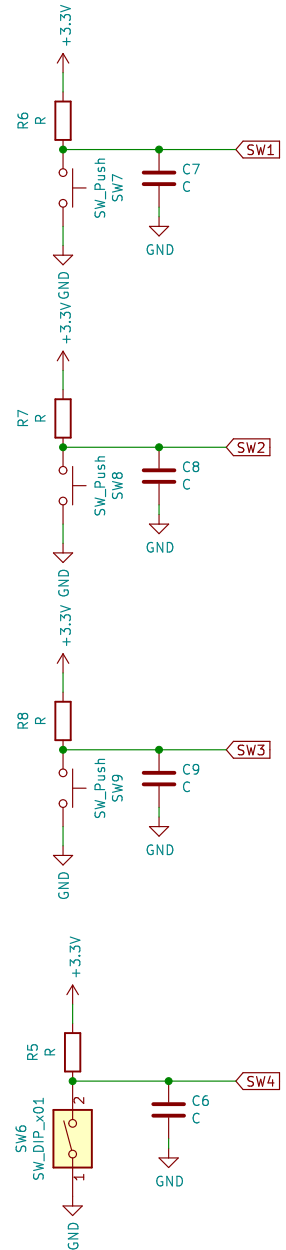 +3.3V
R6
R
SW1
C7
C
SW_Push
SW7
GND
GND
+3.3V
R7
R
SW2
C8
C
SW_Push
SW8
GND
GND
+3.3V
R8
R
SW3
C9
C
SW_Push
SW9
GND
GND
+3.3V
R5
R
SW4
2
C6
C
SW6
SW_DIP_x01
1
GND
GND